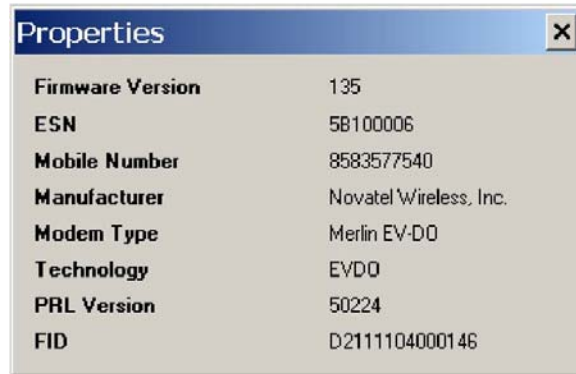 Properties
Firmware Version 135
ESN 5B100006
Mobile Number 8583577540
Manufacturer Novatel Wireless, Inc.
Modem Type Merlin EV-DO
Technology EVDO
PRL Version 50224
FID D2111104000146